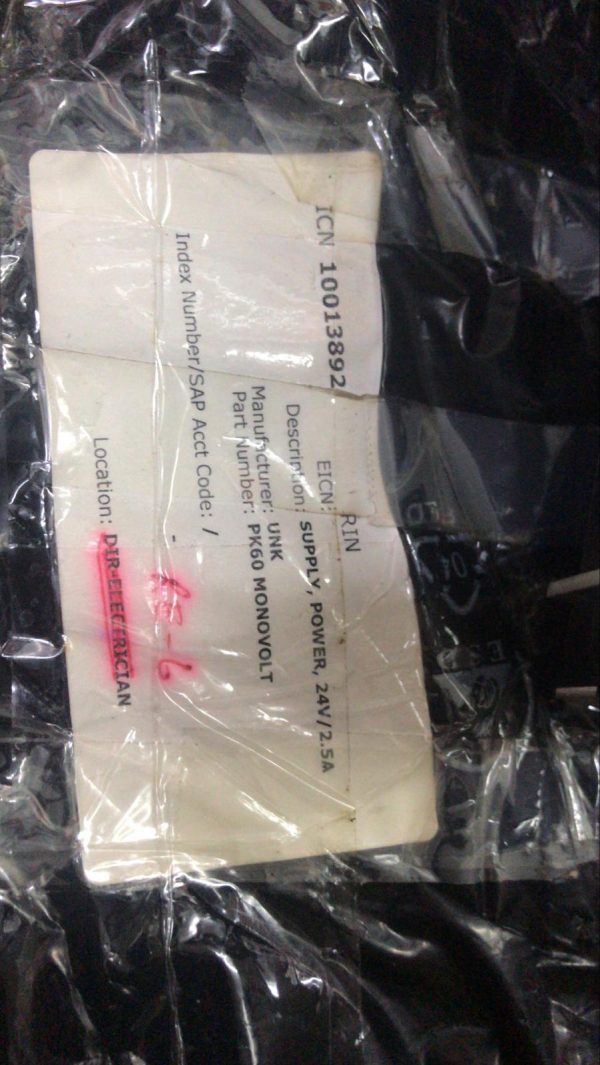 ICN 10013892
EICN: RIN
Description: SUPPLY, POWER, 24V/2.5A
Manufacturer: UNK
Part Number: PK60 MONOVOLT
Index Number/SAP Acct Code: /
-
Location: DIR-ELECTRICIAN